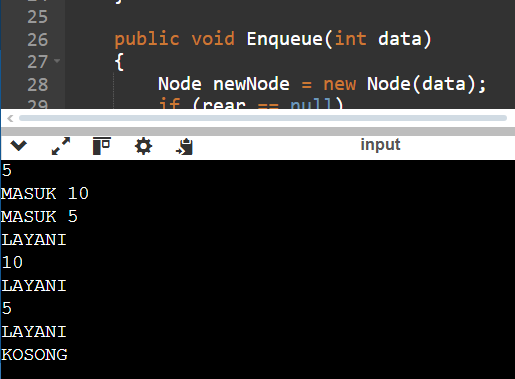 25
26 public void Enqueue(int data)
27 {
28 Node newNode = new Node(data);
29 if (rear == null)
input
5
MASUK 10
MASUK 5
LAYANI
10
LAYANI
5
LAYANI
KOSONG